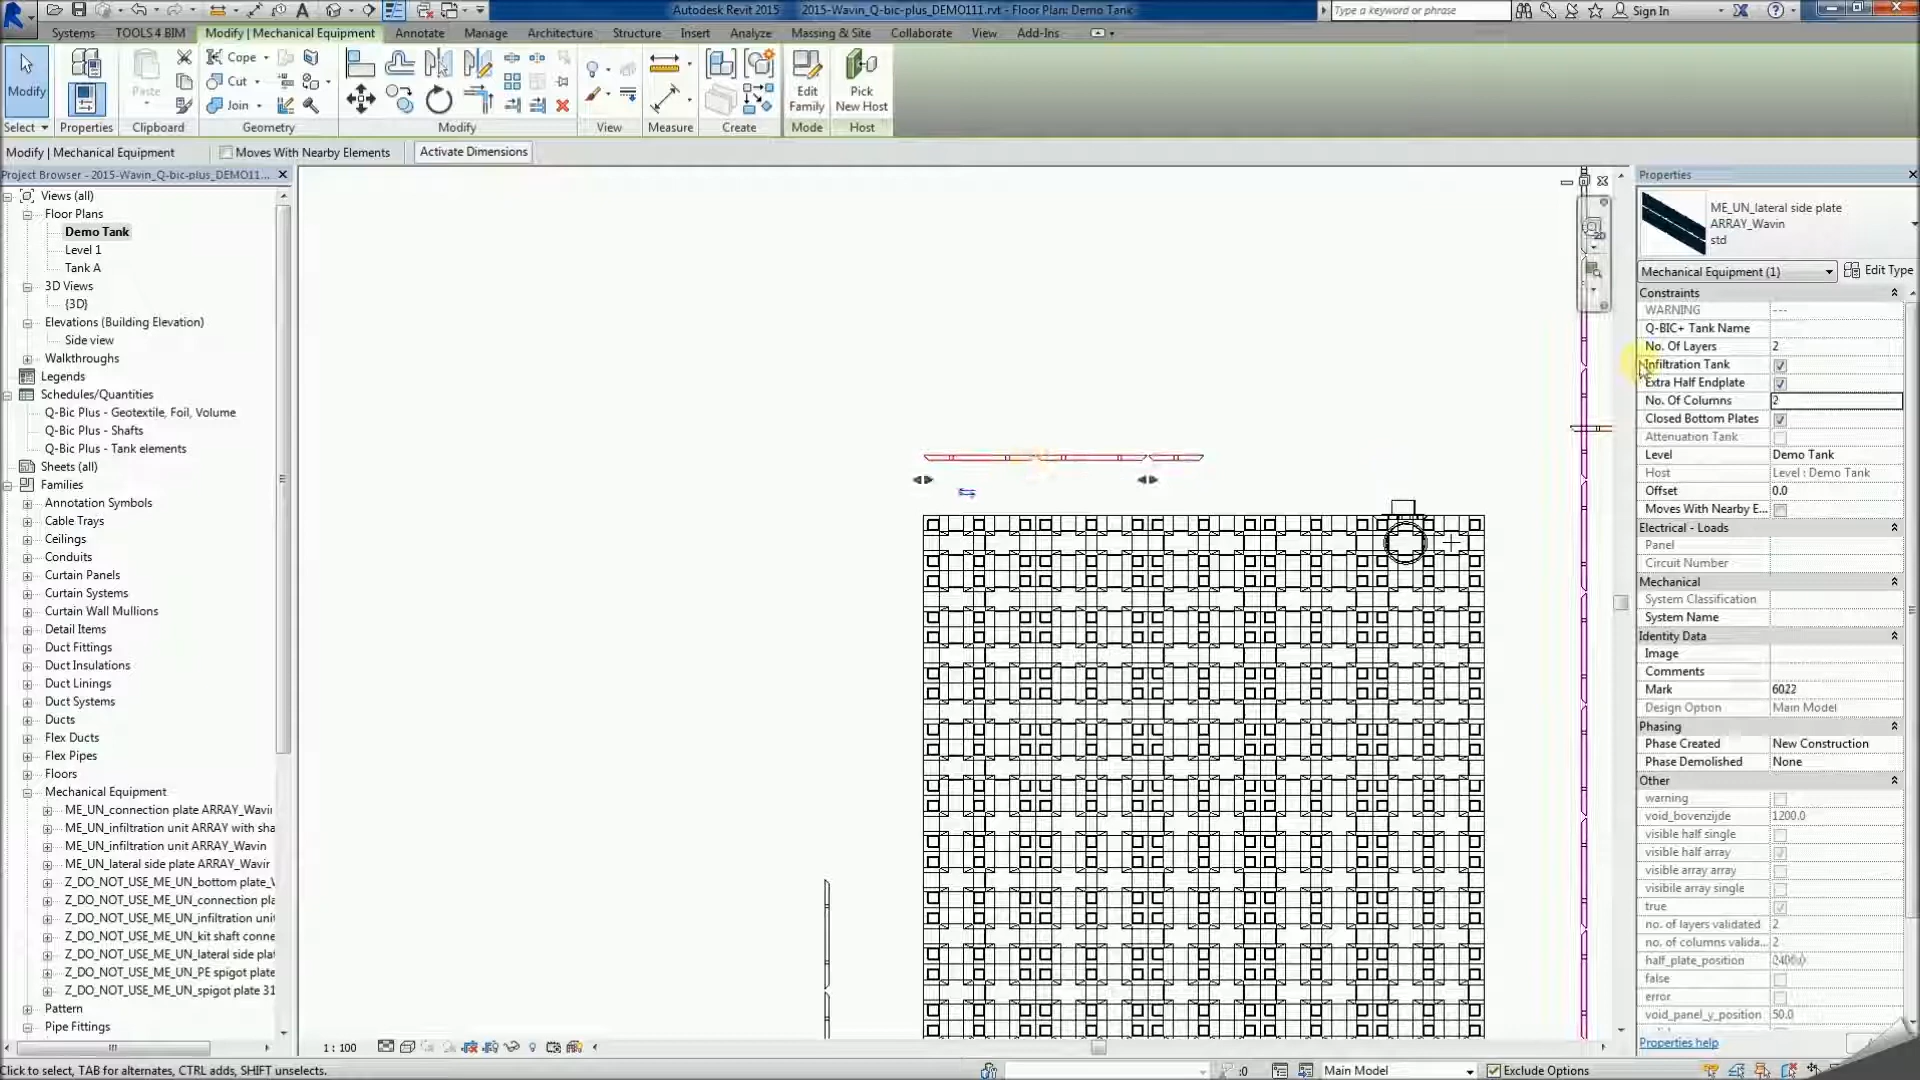 Autodesk Revit 2015    2015-Wavin_Q-bic-plus_DEMO111.rvt - Floor Plan: Demo Tank
Type a keyword or phrase
Sign In
Systems
TOOLS 4 BIM
Modify | Mechanical Equipment
Annotate
Manage
Architecture
Structure
Insert
Analyze
Massing & Site
Collaborate
View
Add-Ins
Modify
Paste
Cope
Cut
Join
Edit Family
Pick New Host
Select
Properties
Clipboard
Geometry
Modify
View
Measure
Create
Mode
Host
Modify | Mechanical Equipment
Moves With Nearby Elements
Activate Dimensions
Project Browser - 2015-Wavin_Q-bic-plus_DEMO11...
Views (all)
Floor Plans
Demo Tank
Level 1
Tank A
3D Views
{3D}
Elevations (Building Elevation)
Side view
Walkthroughs
Legends
Schedules/Quantities
Q-Bic Plus - Geotextile, Foil, Volume
Q-Bic Plus - Shafts
Q-Bic Plus - Tank elements
Sheets (all)
Families
Annotation Symbols
Cable Trays
Ceilings
Conduits
Curtain Panels
Curtain Systems
Curtain Wall Mullions
Detail Items
Duct Fittings
Duct Insulations
Duct Linings
Duct Systems
Ducts
Flex Ducts
Flex Pipes
Floors
Mechanical Equipment
ME_UN_connection plate ARRAY_Wavin
ME_UN_infiltration unit ARRAY with sha
ME_UN_infiltration unit ARRAY_Wavin
ME_UN_lateral side plate ARRAY_Wavin
Z_DO_NOT_USE_ME_UN_bottom plate_V
Z_DO_NOT_USE_ME_UN_connection pla
Z_DO_NOT_USE_ME_UN_infiltration unit
Z_DO_NOT_USE_ME_UN_kit shaft conne
Z_DO_NOT_USE_ME_UN_lateral side plat
Z_DO_NOT_USE_ME_UN_PE spigot plate
Z_DO_NOT_USE_ME_UN_spigot plate 31
Pattern
Pipe Fittings
1 : 100
Properties
ME_UN_lateral side plate
ARRAY_Wavin
std
Mechanical Equipment (1)
Edit Type
Constraints
WARNING ---
Q-BIC+ Tank Name
No. Of Layers 2
Infiltration Tank
Extra Half Endplate
No. Of Columns 2
Closed Bottom Plates
Attenuation Tank
Level Demo Tank
Host Level : Demo Tank
Offset 0.0
Moves With Nearby E...
Electrical - Loads
Panel
Circuit Number
Mechanical
System Classification
System Name
Identity Data
Image
Comments
Mark 6022
Design Option Main Model
Phasing
Phase Created New Construction
Phase Demolished None
Other
warning
void_bovenzijde 1200.0
visible half single
visible half array
visible array array
visibile array single
true
no. of layers validated 2
no. of columns valida... 2
half_plate_position 2400.0
false
error
void_panel_y_position 50.0
Properties help
Click to select, TAB for alternates, CTRL adds, SHIFT unselects.
:0
Main Model
Exclude Options